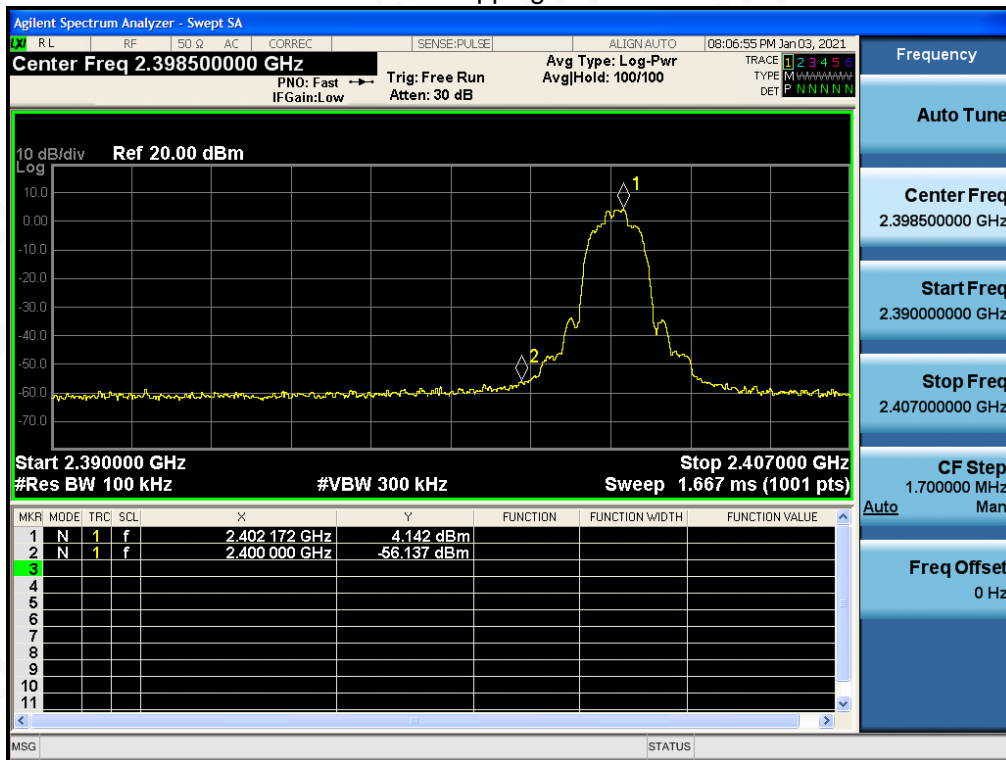 Agilent Spectrum Analyzer - Swept SA
LXI RL RF 50 Ω AC CORREC SENSE:PULSE ALIGN AUTO 08:06:55 PM Jan 03, 2021
Center Freq 2.398500000 GHz
PNO: Fast
IFGain:Low
Trig: Free Run
Atten: 30 dB
Avg Type: Log-Pwr
Avg|Hold: 100/100
TRACE 1 2 3 4 5 6
TYPE M WWWWW
DET P N N N N N
10 dB/div Ref 20.00 dBm
Log
10.0
0.00
-10.0
-20.0
-30.0
-40.0
-50.0
-60.0
-70.0
1
2
Start 2.390000 GHz Stop 2.407000 GHz
#Res BW 100 kHz #VBW 300 kHz Sweep 1.667 ms (1001 pts)
MKR MODE TRC SCL X Y FUNCTION FUNCTION WIDTH FUNCTION VALUE
1 N 1 f 2.402 172 GHz 4.142 dBm
2 N 1 f 2.400 000 GHz -56.137 dBm
3
4
5
6
7
8
9
10
11
MSG STATUS
Frequency
Auto Tune
Center Freq
2.398500000 GHz
Start Freq
2.390000000 GHz
Stop Freq
2.407000000 GHz
CF Step
1.700000 MHz
Auto Man
Freq Offset
0 Hz